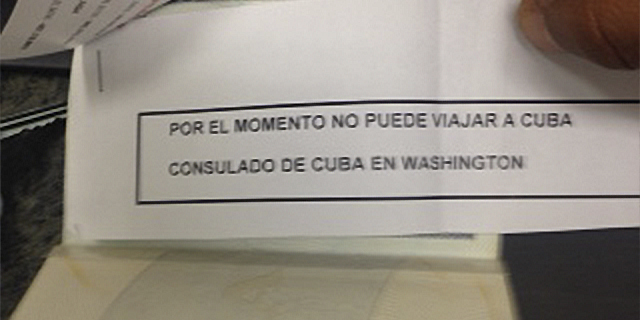 POR EL MOMENTO NO PUEDE VIAJAR A CUBA
CONSULADO DE CUBA EN WASHINGTON